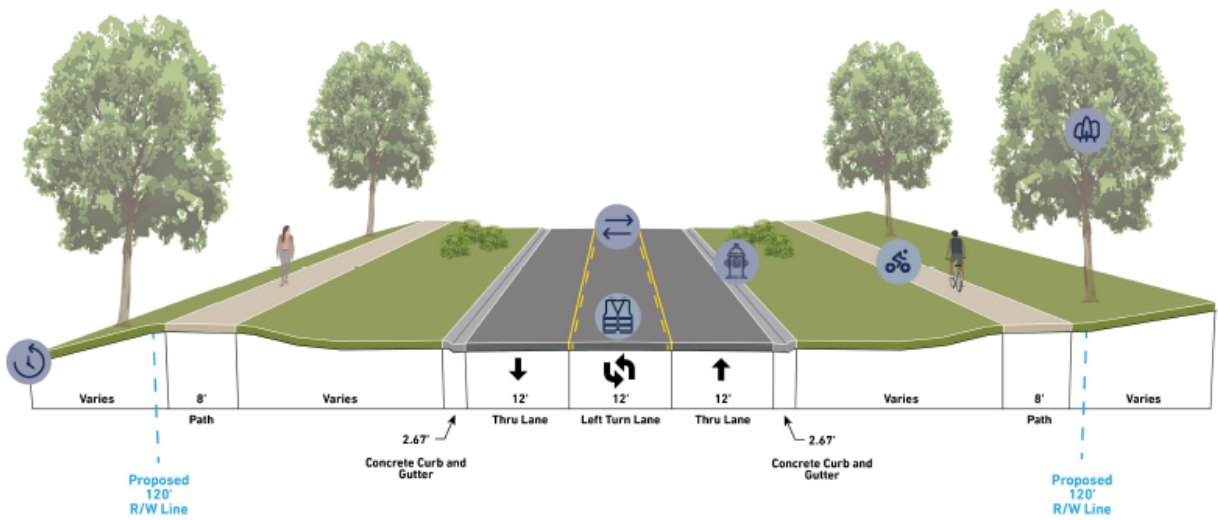 Varies
8'
Path
Varies
12'
Thru Lane
12'
Left Turn Lane
12'
Thru Lane
Varies
8'
Path
Varies
2.67'
Concrete Curb and
Gutter
2.67'
Concrete Curb and
Gutter
Proposed
120'
R/W Line
Proposed
120'
R/W Line